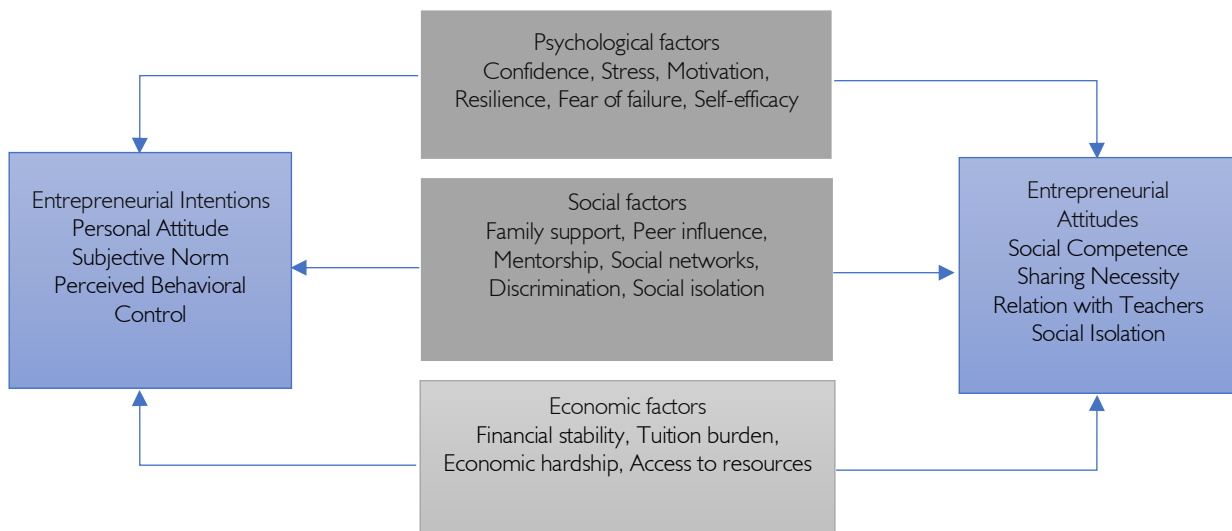 Psychological factors
Confidence, Stress, Motivation,
Resilience, Fear of failure, Self-efficacy
Entrepreneurial Intentions
Personal Attitude
Subjective Norm
Perceived Behavioral
Control
Social factors
Family support, Peer influence,
Mentorship, Social networks,
Discrimination, Social isolation
Entrepreneurial
Attitudes
Social Competence
Sharing Necessity
Relation with Teachers
Social Isolation
Economic factors
Financial stability, Tuition burden,
Economic hardship, Access to resources